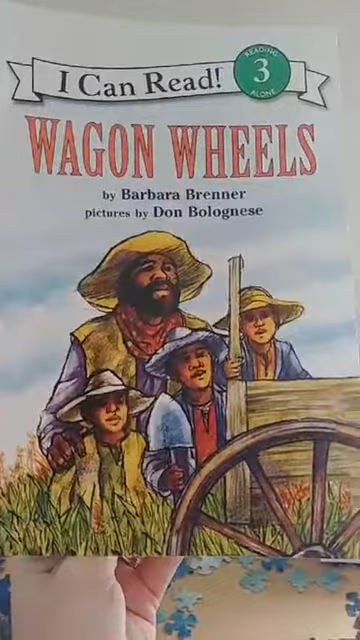 I Can Read!
READING
3
ALONE
WAGON WHEELS
by Barbara Brenner
pictures by Don Bolognese